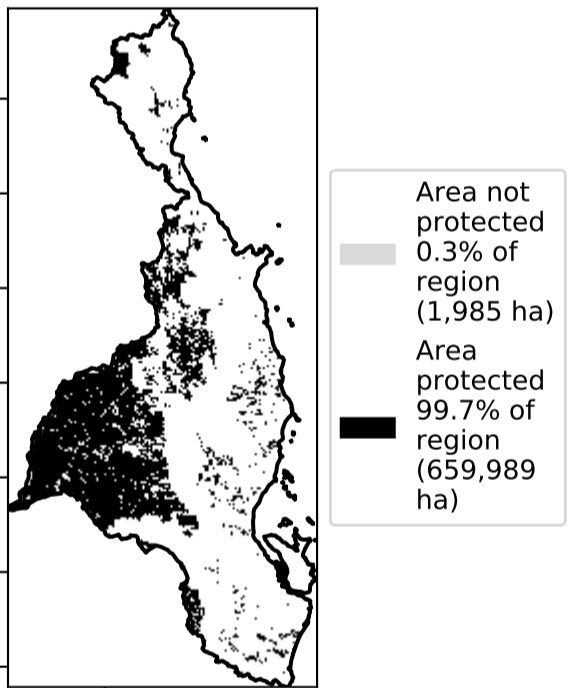 Area not
protected
0.3% of
region
(1,985 ha)
Area
protected
99.7% of
region
(659,989
ha)